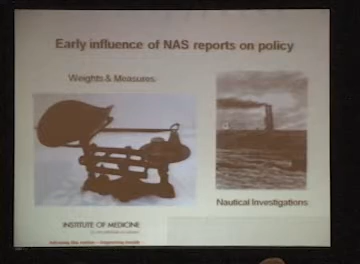 Early influence of NAS reports on policy
Weights & Measures
Nautical Investigations
INSTITUTE OF MEDICINE